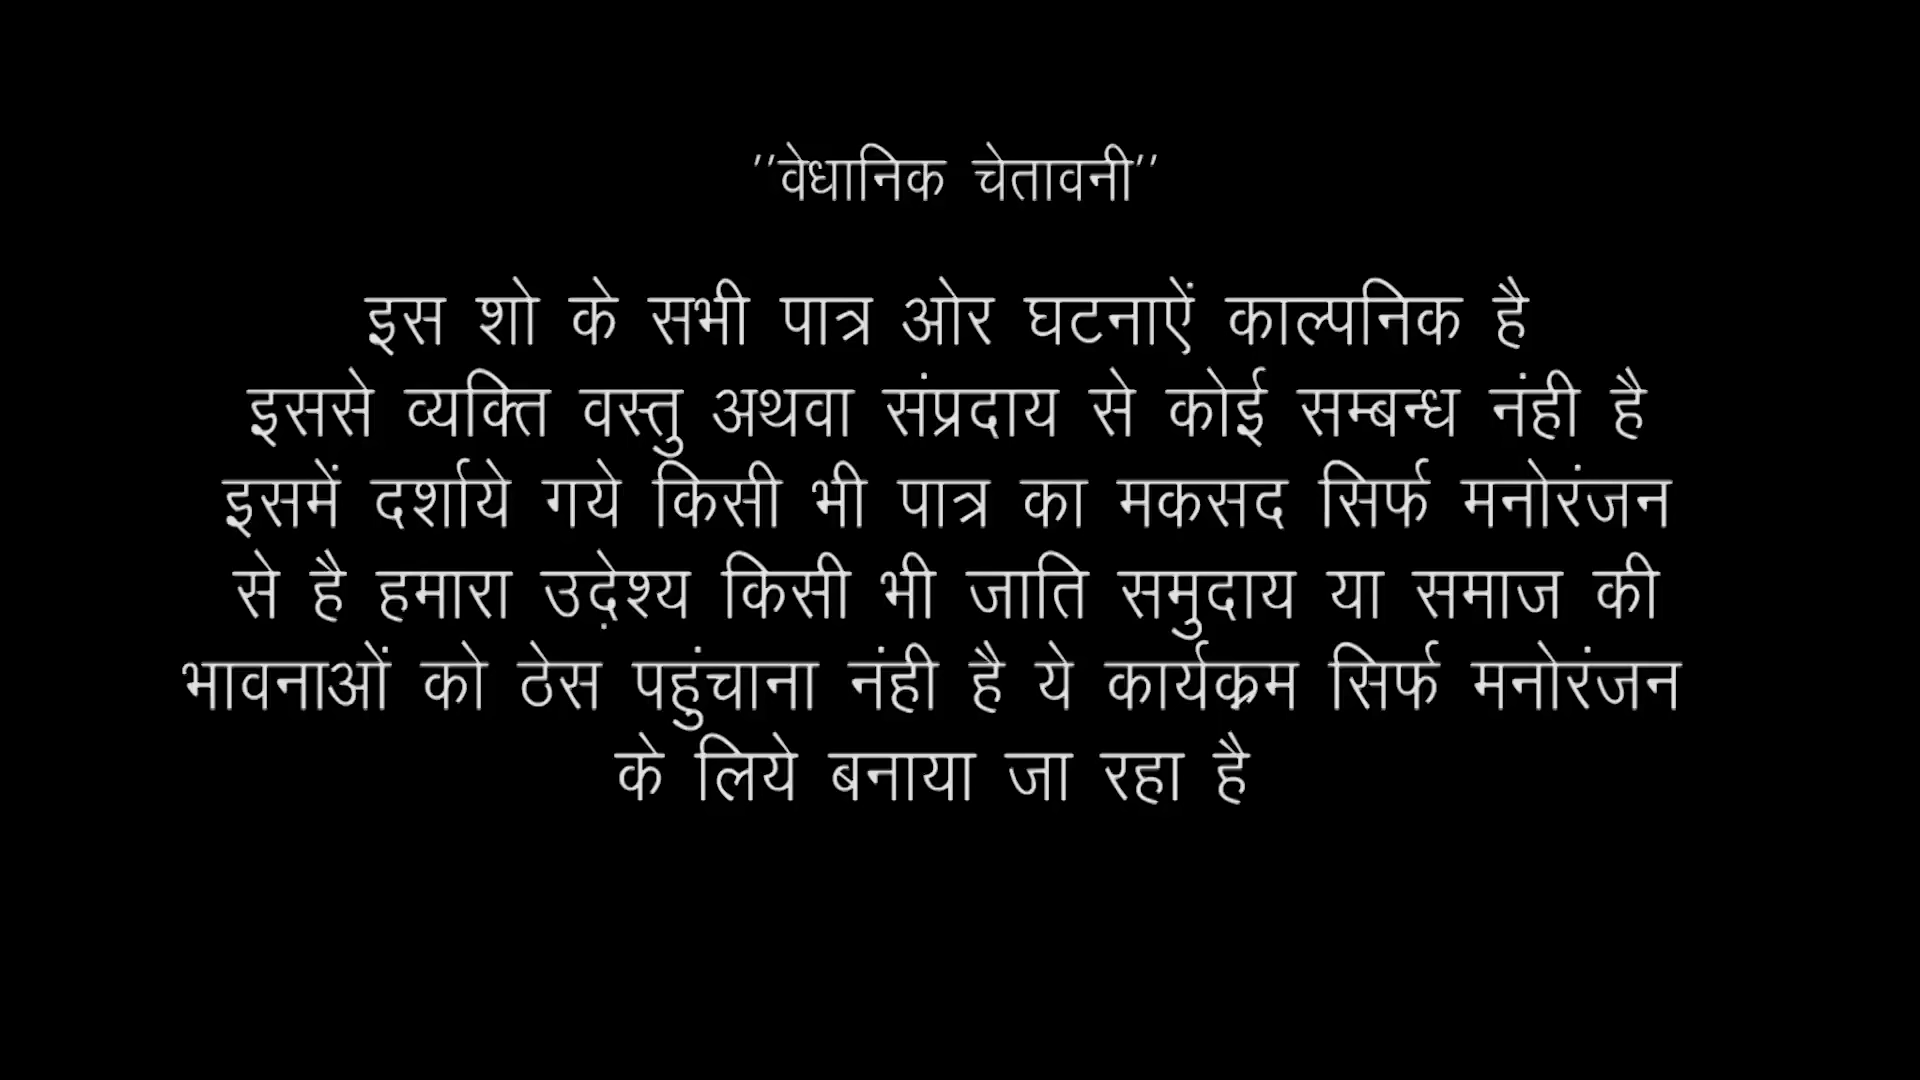 ''वेधानिक चेतावनी''
इस शो के सभी पात्र ओर घटनाऐं काल्पनिक है
इससे व्यक्ति वस्तु अथवा संप्रदाय से कोई सम्बन्ध नंही है
इसमें दर्शाये गये किसी भी पात्र का मकसद सिर्फ मनोरंजन
से है हमारा उद़ेश्य किसी भी जाति समुदाय या समाज की
भावनाओं को ठेस पहुंचाना नंही है ये कार्यक्रम सिर्फ मनोरंजन
के लिये बनाया जा रहा है